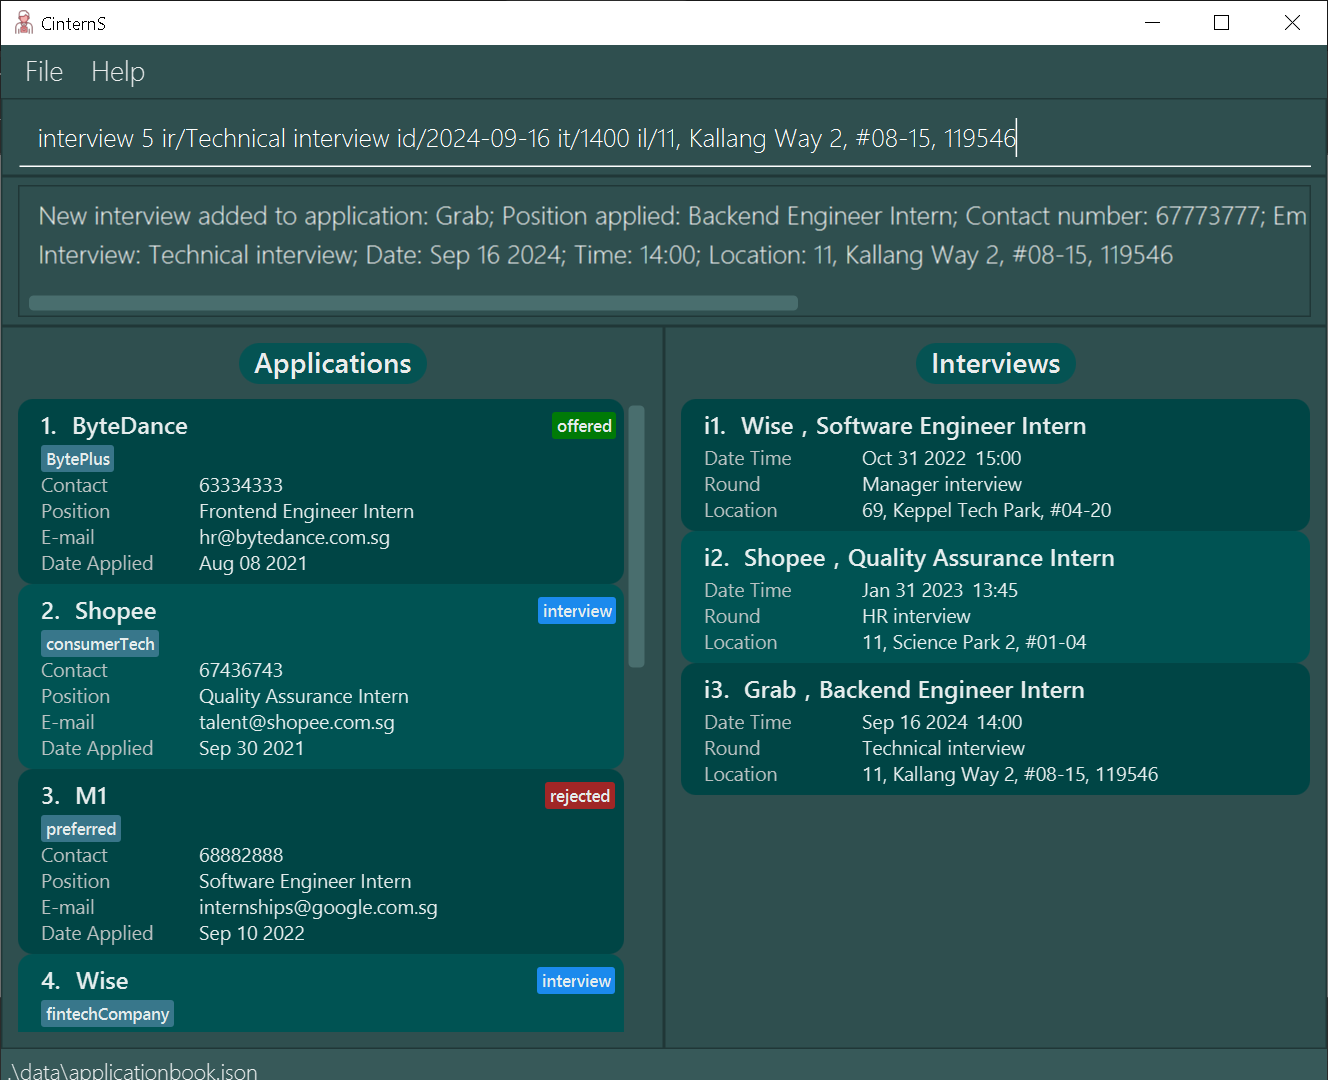 CinternS
File Help
interview 5 ir/Technical interview id/2024-09-16 it/1400 il/11, Kallang Way 2, #08-15, 119546
New interview added to application: Grab; Position applied: Backend Engineer Intern; Contact number: 67773777; Em
Interview: Technical interview; Date: Sep 16 2024; Time: 14:00; Location: 11, Kallang Way 2, #08-15, 119546
Applications
1. ByteDance offered
BytePlus
Contact 63334333
Position Frontend Engineer Intern
E-mail hr@bytedance.com.sg
Date Applied Aug 08 2021
2. Shopee interview
consumerTech
Contact 67436743
Position Quality Assurance Intern
E-mail talent@shopee.com.sg
Date Applied Sep 30 2021
3. M1 rejected
preferred
Contact 68882888
Position Software Engineer Intern
E-mail internships@google.com.sg
Date Applied Sep 10 2022
4. Wise interview
fintechCompany
Interviews
i1. Wise , Software Engineer Intern
Date Time Oct 31 2022 15:00
Round Manager interview
Location 69, Keppel Tech Park, #04-20
i2. Shopee , Quality Assurance Intern
Date Time Jan 31 2023 13:45
Round HR interview
Location 11, Science Park 2, #01-04
i3. Grab , Backend Engineer Intern
Date Time Sep 16 2024 14:00
Round Technical interview
Location 11, Kallang Way 2, #08-15, 119546
.\data\applicationbook.json